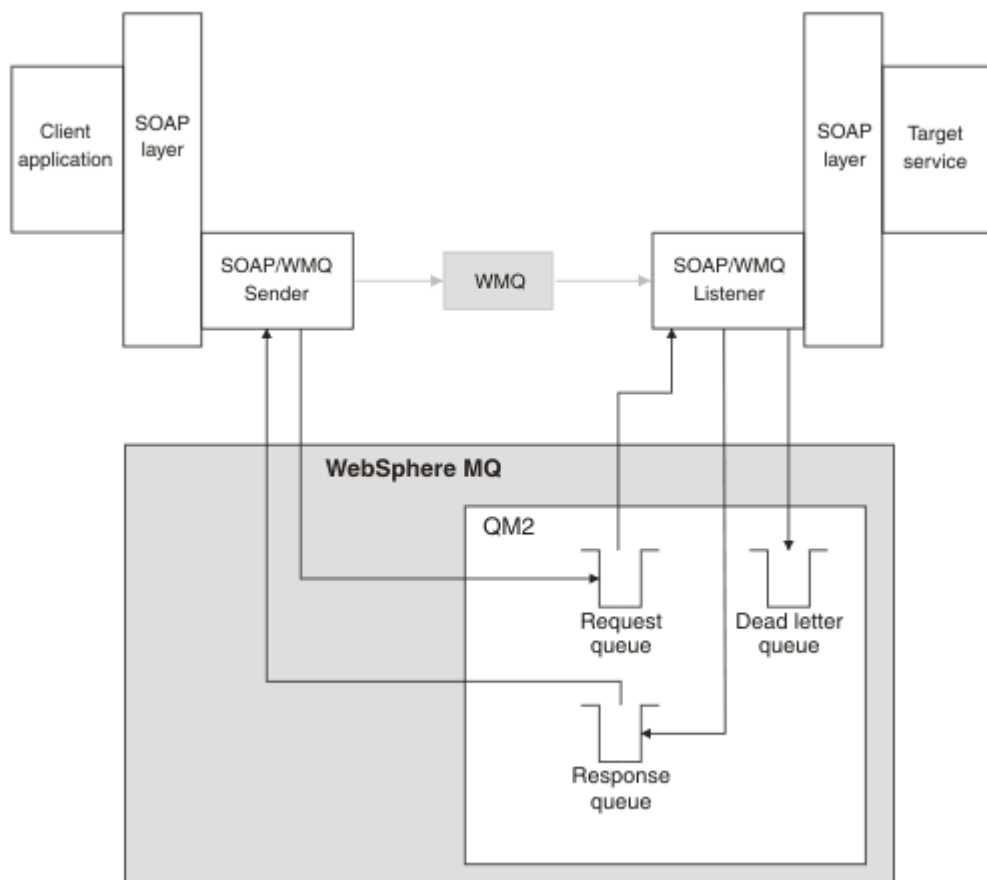 Client
application
SOAP
layer
SOAP/WMQ
Sender
WMQ
SOAP/WMQ
Listener
SOAP
layer
Target
service
WebSphere MQ
QM2
Request
queue
Dead letter
queue
Response
queue